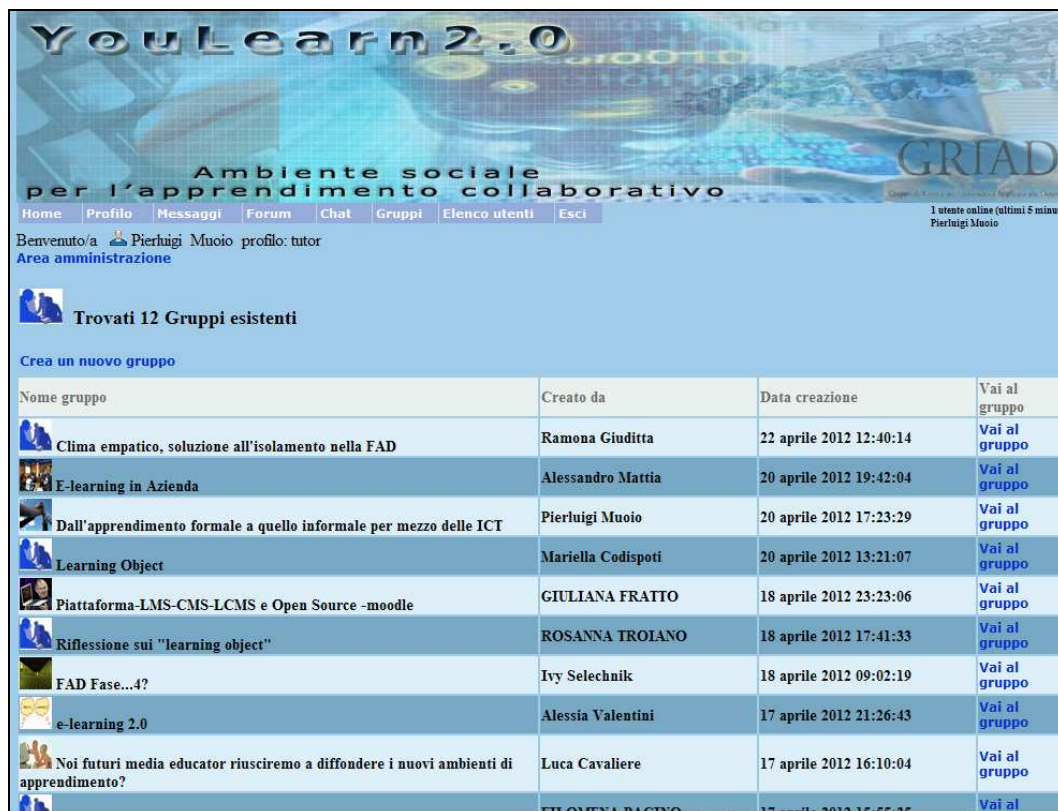 YouLearn2.0
Ambiente sociale
per l'apprendimento collaborativo
GRIAD
Home Profilo Messaggi Forum Chat Gruppi Elenco utenti Esci
1 utente online (ultimi 5 minu
Pierluigi Muoio
Benvenuto/a Pierluigi Muoio profilo: tutor
Area amministrazione
Trovati 12 Gruppi esistenti
Crea un nuovo gruppo
Nome gruppo Creato da Data creazione Vai al
gruppo
Clima empatico, soluzione all'isolamento nella FAD Ramona Giuditta 22 aprile 2012 12:40:14 Vai al
gruppo
E-learning in Azienda Alessandro Mattia 20 aprile 2012 19:42:04 Vai al
gruppo
Dall'apprendimento formale a quello informale per mezzo delle ICT Pierluigi Muoio 20 aprile 2012 17:23:29 Vai al
gruppo
Learning Object Mariella Codispoti 20 aprile 2012 13:21:07 Vai al
gruppo
Piattaforma-LMS-CMS-LCMS e Open Source -moodle GIULIANA FRATTO 18 aprile 2012 23:23:06 Vai al
gruppo
Riflessione sui "learning object" ROSANNA TROIANO 18 aprile 2012 17:41:33 Vai al
gruppo
FAD Fase...4? Ivy Selechnik 18 aprile 2012 09:02:19 Vai al
gruppo
e-learning 2.0 Alessia Valentini 17 aprile 2012 21:26:43 Vai al
gruppo
Noi futuri media educator riusciremo a diffondere i nuovi ambienti di
apprendimento? Luca Cavaliere 17 aprile 2012 16:10:04 Vai al
gruppo
17 aprile 2012 Vai al